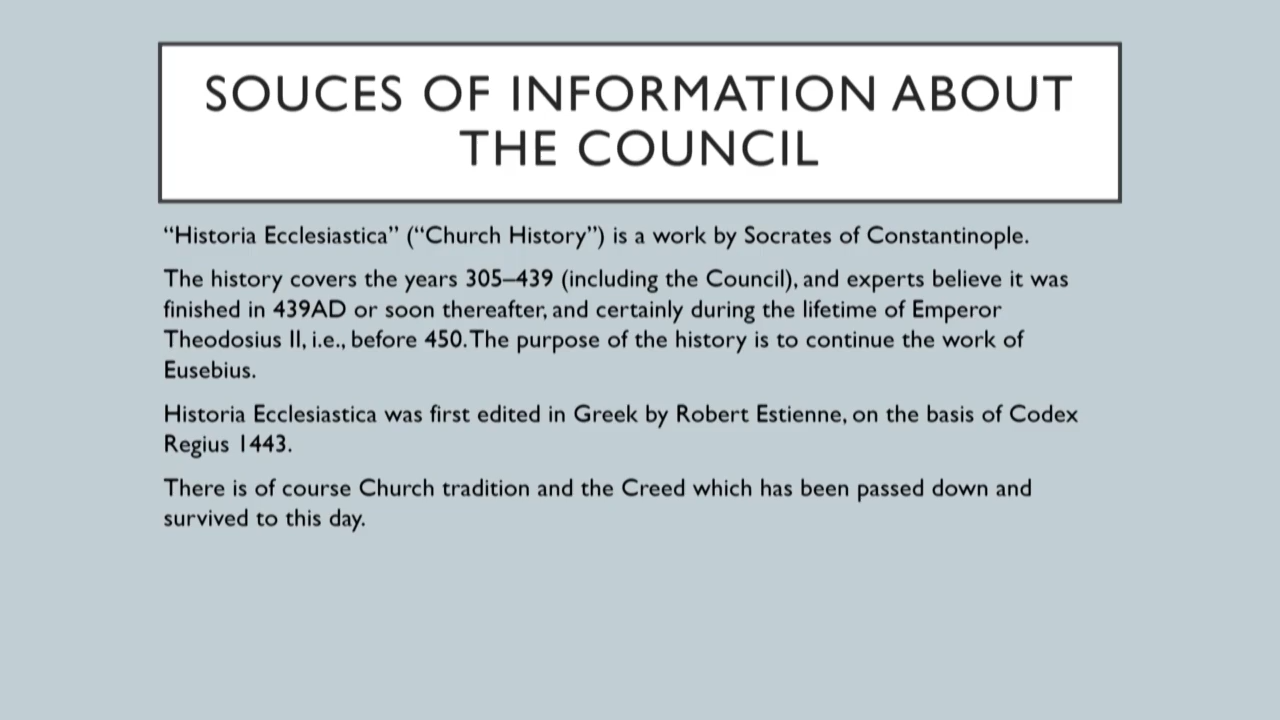 SOUCES OF INFORMATION ABOUT
THE COUNCIL
“Historia Ecclesiastica” (“Church History”) is a work by Socrates of Constantinople.
The history covers the years 305–439 (including the Council), and experts believe it was
finished in 439AD or soon thereafter, and certainly during the lifetime of Emperor
Theodosius II, i.e., before 450. The purpose of the history is to continue the work of
Eusebius.
Historia Ecclesiastica was first edited in Greek by Robert Estienne, on the basis of Codex
Regius 1443.
There is of course Church tradition and the Creed which has been passed down and
survived to this day.